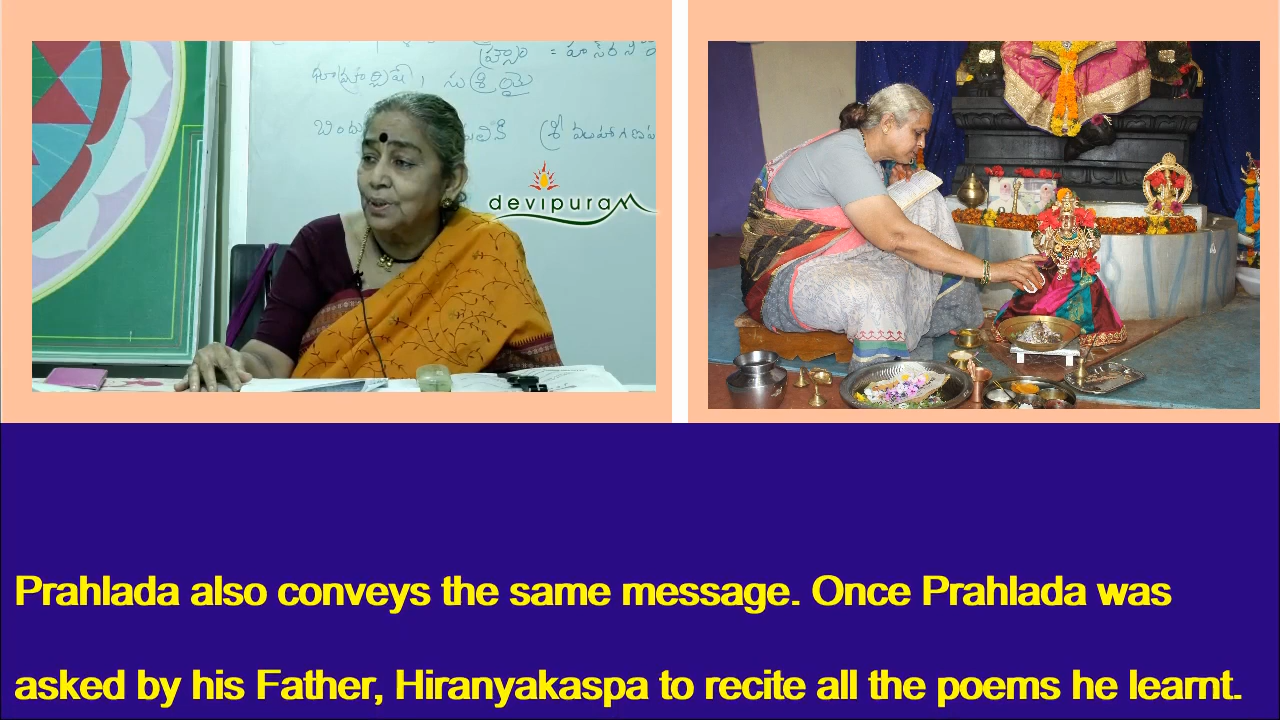 ధూమ్రార్చిషే, సుశ్రియై
బిందు
devipuram
Prahlada also conveys the same message. Once Prahlada was
asked by his Father, Hiranyakaspa to recite all the poems he learnt.